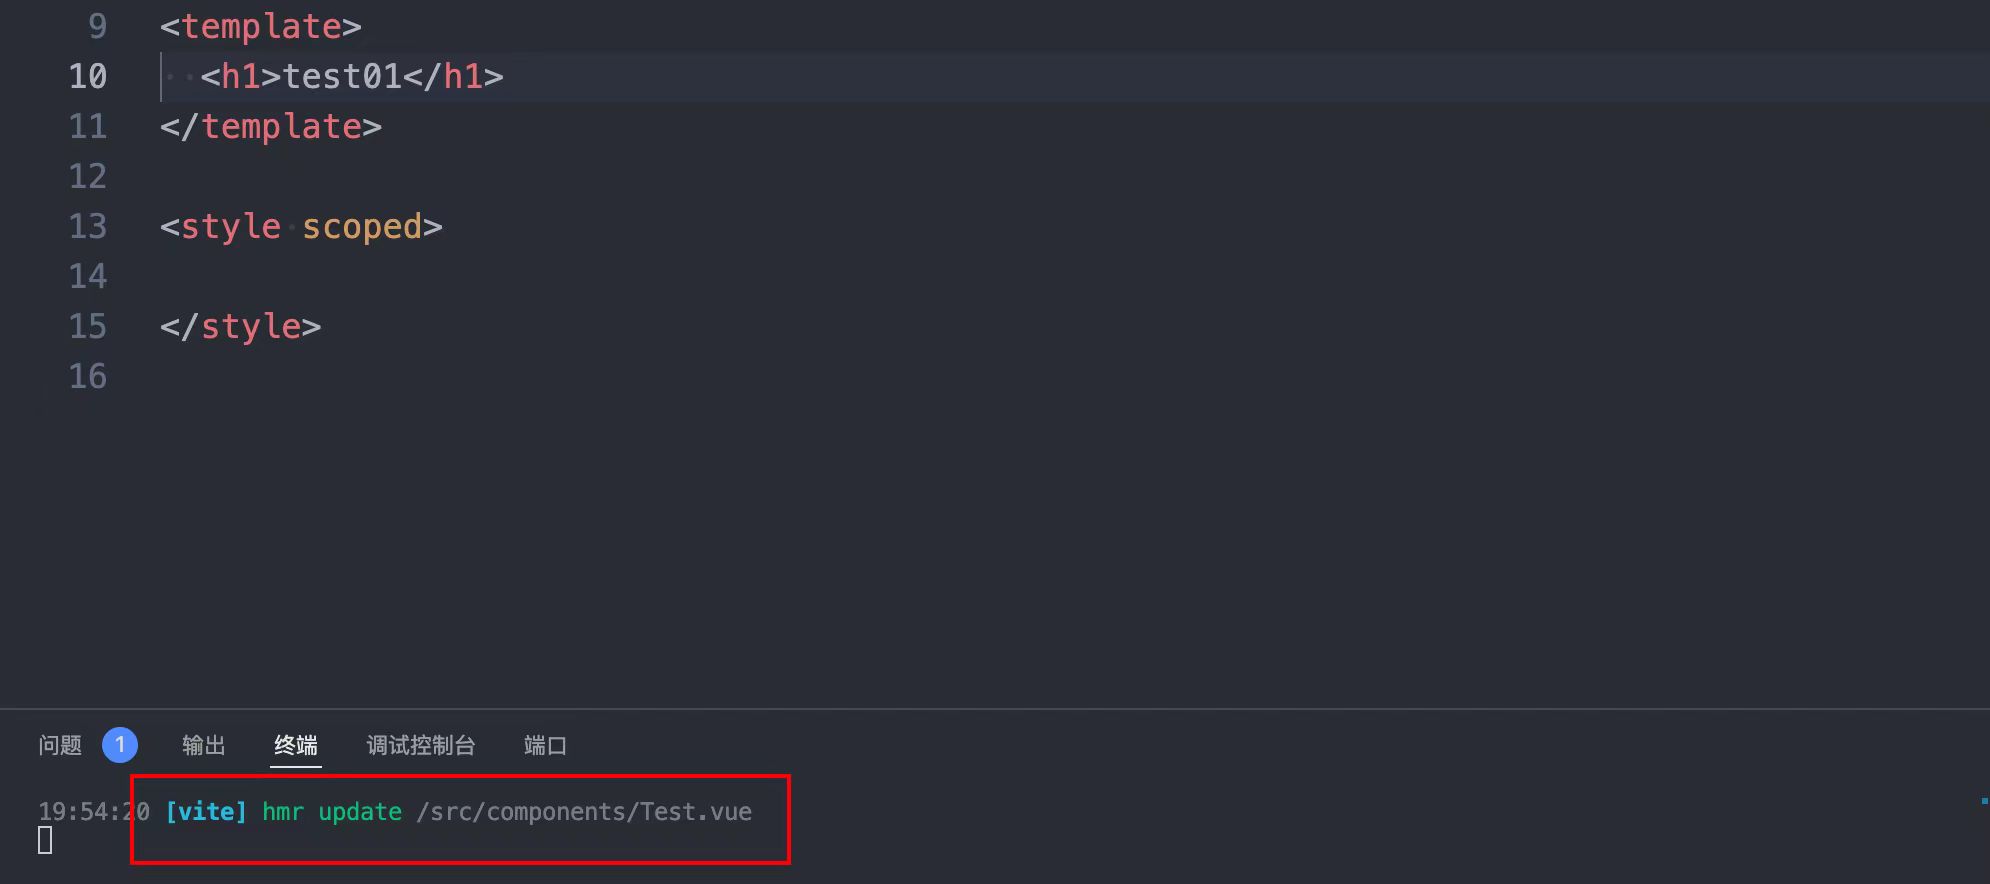 9 <template>
10 <h1>test01</h1>
11 </template>
12
13 <style scoped>
14
15 </style>
16
问题 1 输出 终端 调试控制台 端口
19:54:20 [vite] hmr update /src/components/Test.vue